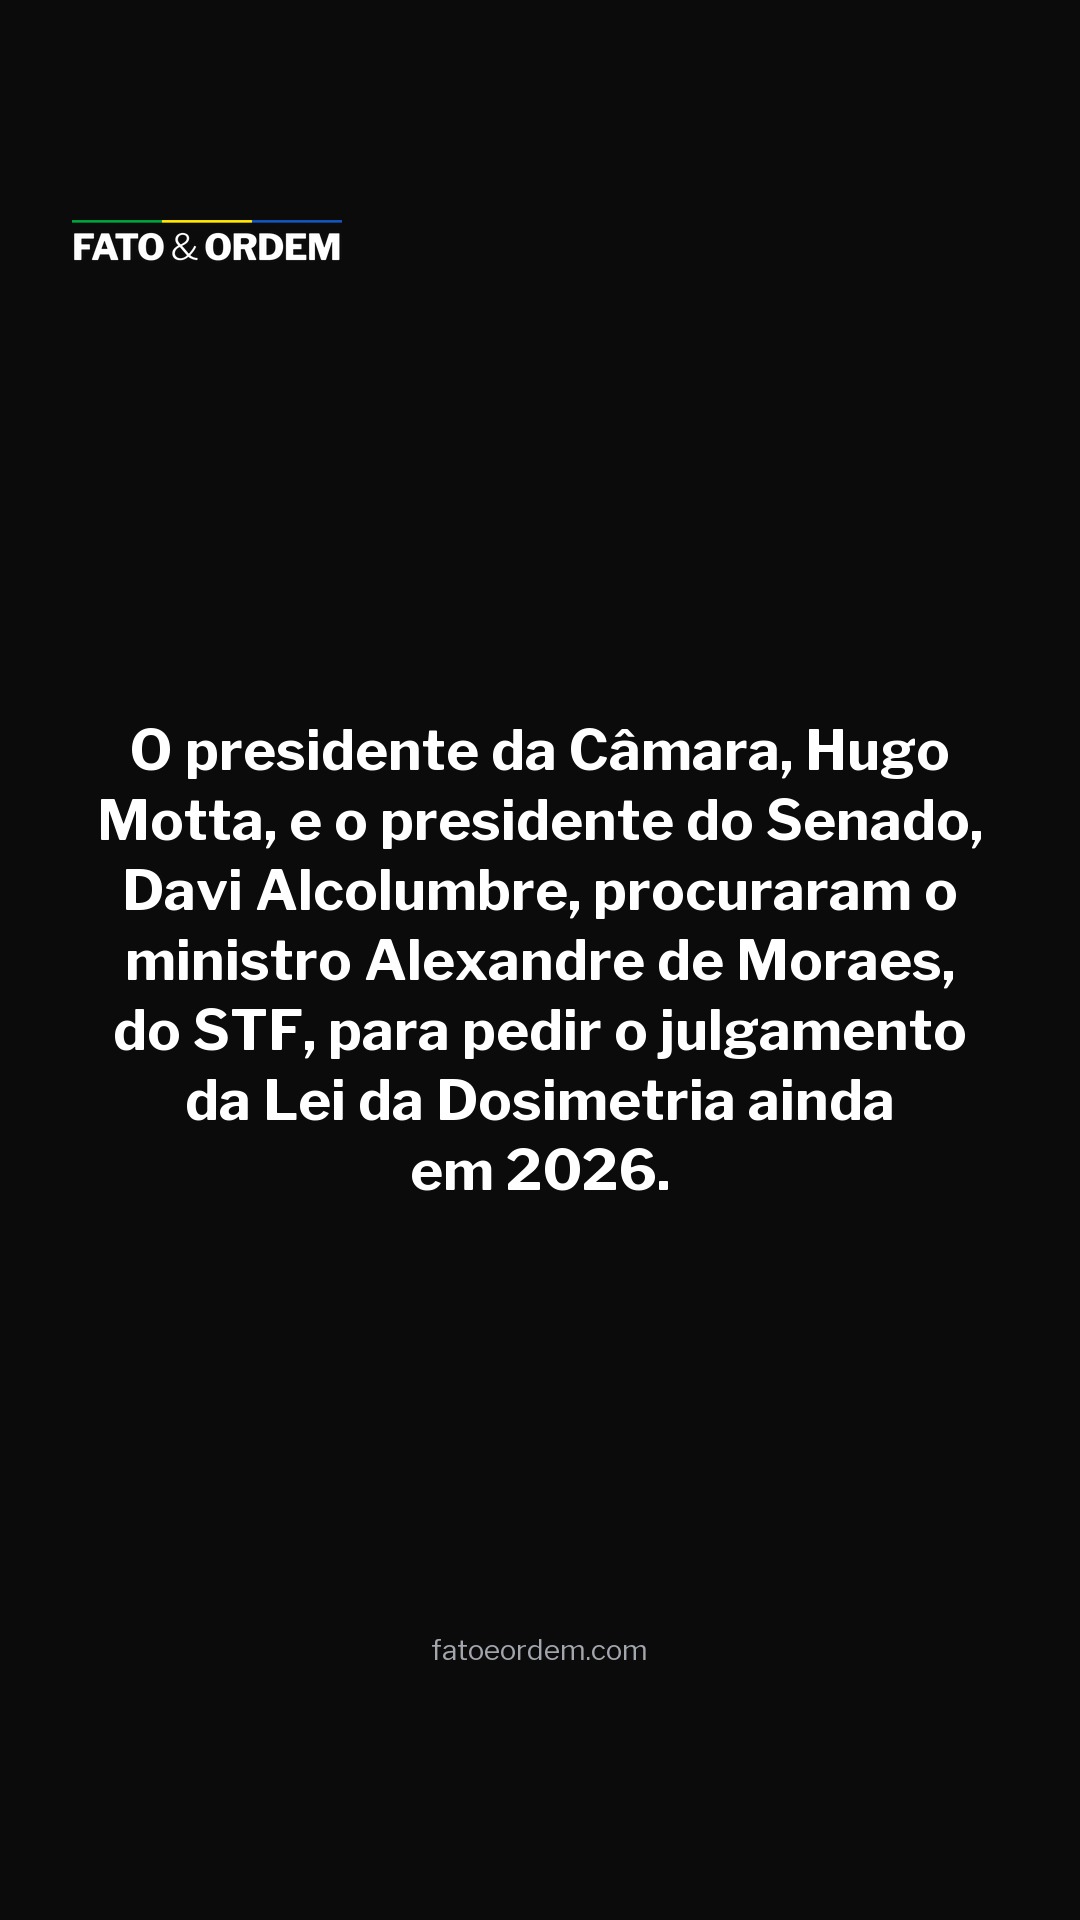 FATO & ORDEM
O presidente da Câmara, Hugo
Motta, e o presidente do Senado,
Davi Alcolumbre, procuraram o
ministro Alexandre de Moraes,
do STF, para pedir o julgamento
da Lei da Dosimetria ainda
em 2026.
fatoeordem.com